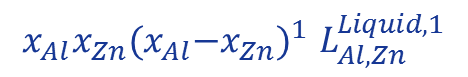 x_{Al} x_{Zn} (x_{Al} − x_{Zn})^1 L_{Al,Zn}^{Liquid,1}